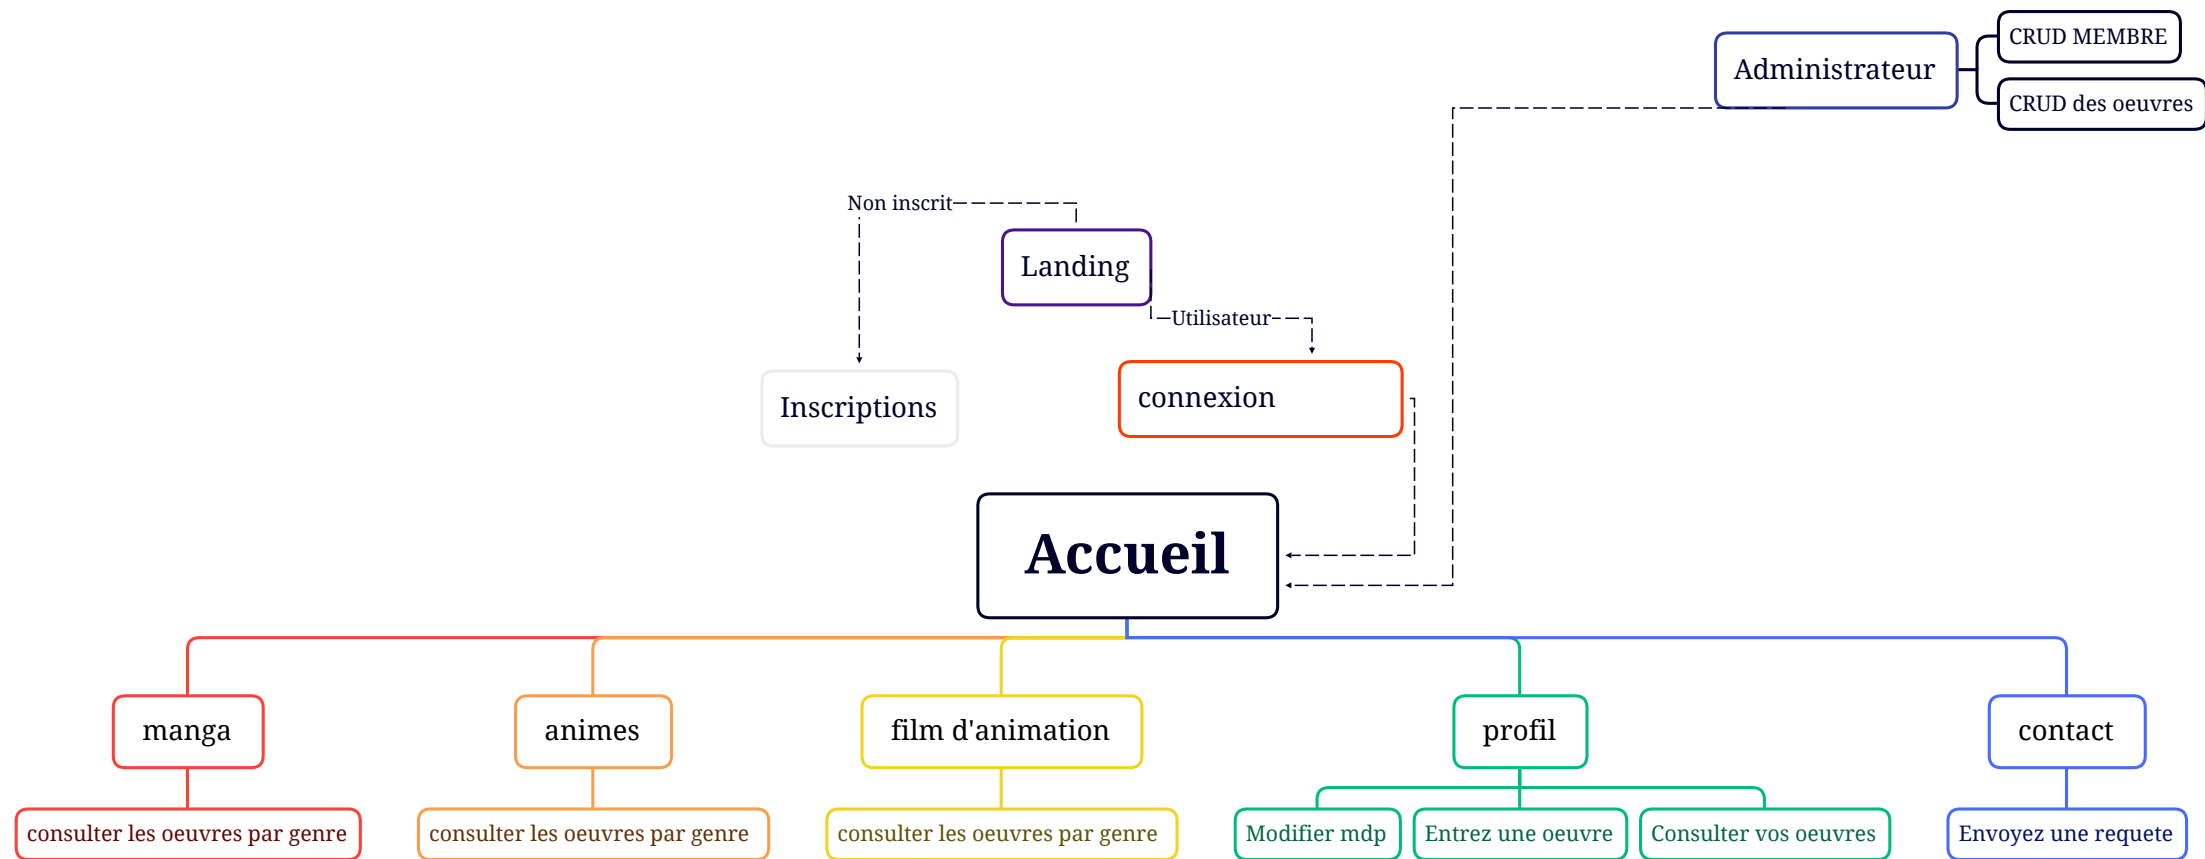 CRUD MEMBRE
Administrateur
CRUD des oeuvres
Non inscrit
Landing
Utilisateur
connexion
Inscriptions
Accueil
manga
animes
film d'animation
profil
contact
consulter les oeuvres par genre
consulter les oeuvres par genre
consulter les oeuvres par genre
Modifier mdp
Entrez une oeuvre
Consulter vos oeuvres
Envoyez une requete